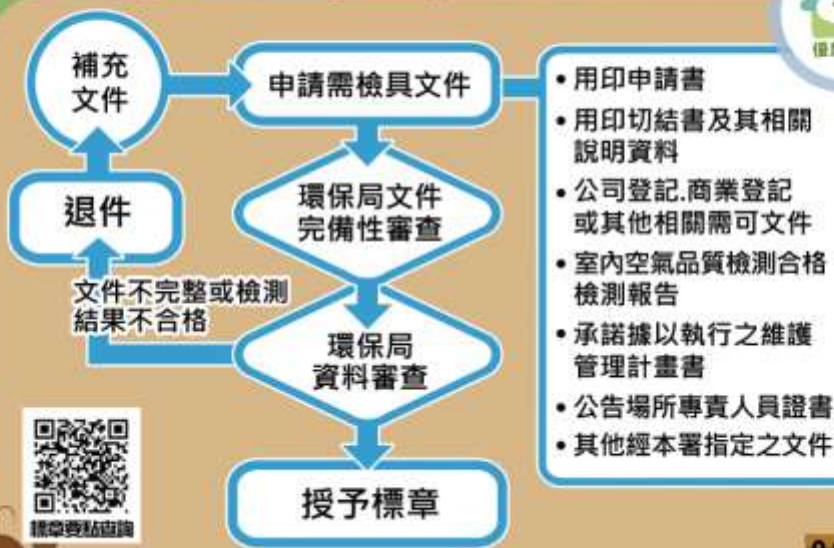 補充
文件
申請需檢具文件
退件
環保局文件
完備性審查
文件不完整或檢測
結果不合格
環保局
資料審查
授予標章
標章要點查詢
• 用印申請書
• 用印切結書及其相關
說明資料
• 公司登記.商業登記
或其他相關需可文件
• 室內空氣品質檢測合格
檢測報告
• 承諾據以執行之維護
管理計畫書
• 公告場所專責人員證書
• 其他經本署指定之文件